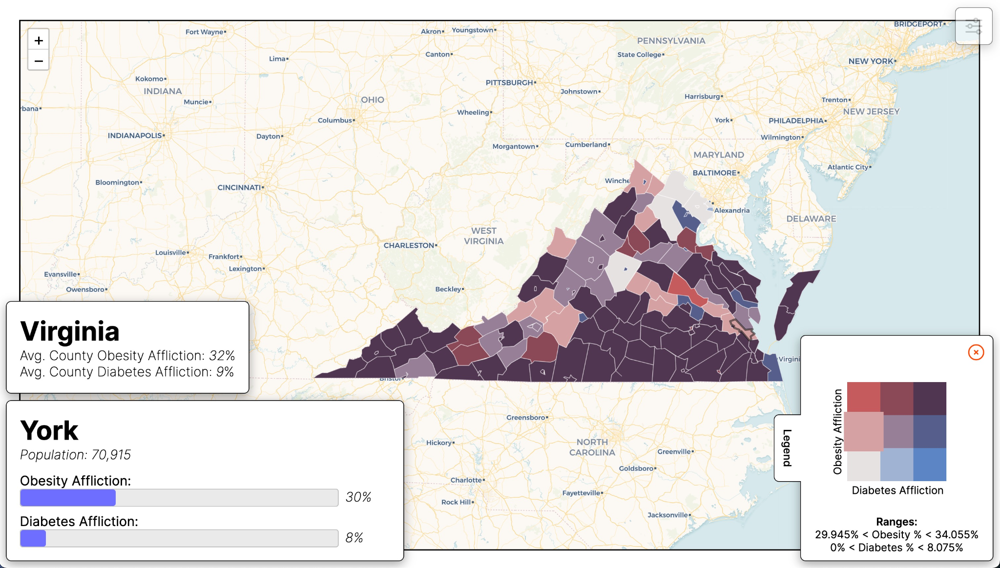 BRIDGEPORT
Fort Wayne
Akron
Youngstown
PENNSYLVANIA
+
Canton
State College
Lima
NEW YORK
−
Kokomo
PITTSBURGH
INDIANA
Johnstown
Harrisburg
OHIO
Muncie
Trenton
rbana
Wheeling
NEW JERSEY
Columbus
York
PHILADELPHIA
INDIANAPOLIS
Dayton
Wilmington
Morgantown
Cumberland
MARYLAND
Atlantic City
BALTIMORE
Bloomington
Winche
CINCINNATI
Alexandria
DELAWARE
WEST
VIRGINIA
CHARLESTON
Louisville
Frankfort
Lexington
Evansville
Owensboro
Beckley
Virginia
Avg. County Obesity Affliction: 32%
Avg. County Diabetes Affliction: 9%
Virgini
Bristol
York
Population: 70,915
Obesity Affliction:
30%
Diabetes Affliction:
8%
Greensboro
Hickory
NORTH
CAROLINA
Greenville
Goldsboro
Charlotte
Fayetteville
Rock Hill
Jacksonville
Legend
Obesity Affliction
Diabetes Affliction
Ranges:
29.945% < Obesity % < 34.055%
0% < Diabetes % < 8.075%